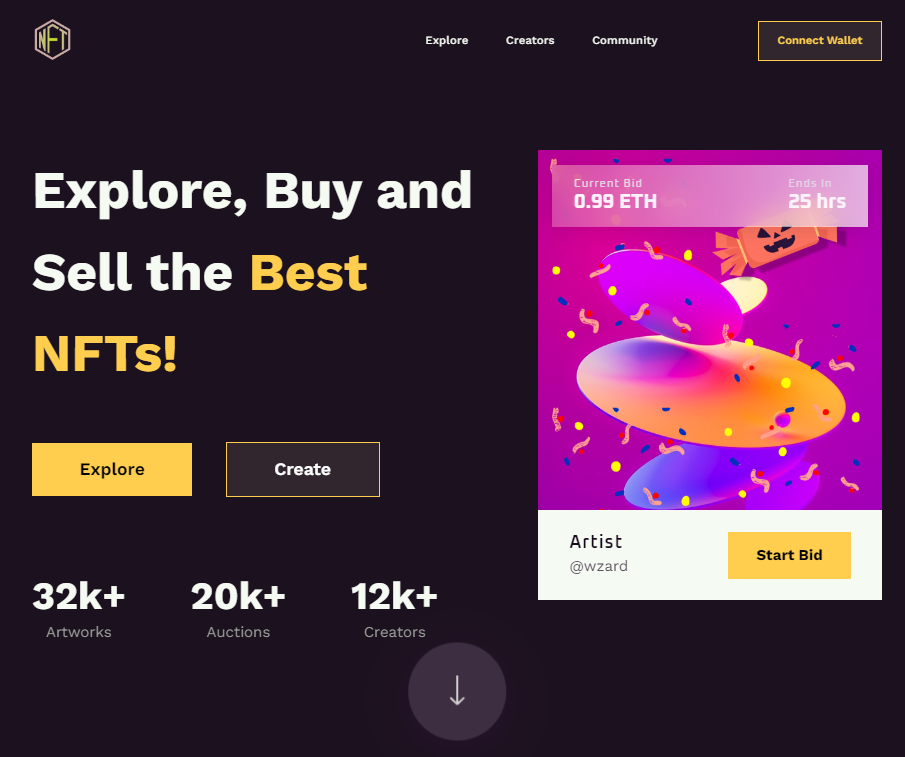 NFT
Explore Creators Community Connect Wallet
Explore, Buy and
Sell the Best
NFTs!
Explore Create
32k+ 20k+ 12k+
Artworks Auctions Creators
Current Bid Ends In
0.99 ETH 25 hrs
Artist
@wzard
Start Bid